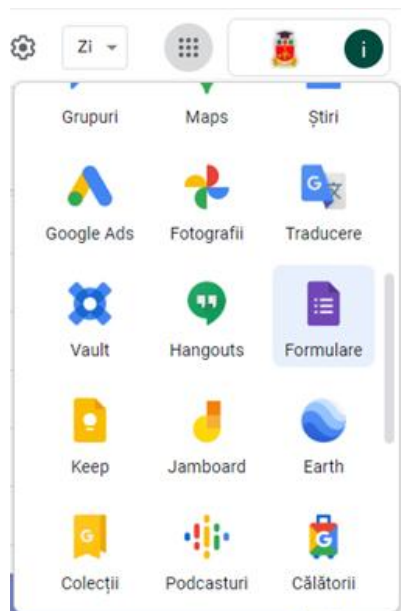 Zi
i
Grupuri Maps Știri
Google Ads Fotografii Traducere
Vault Hangouts Formulare
Keep Jamboard Earth
Colecții Podcasturi Călătorii